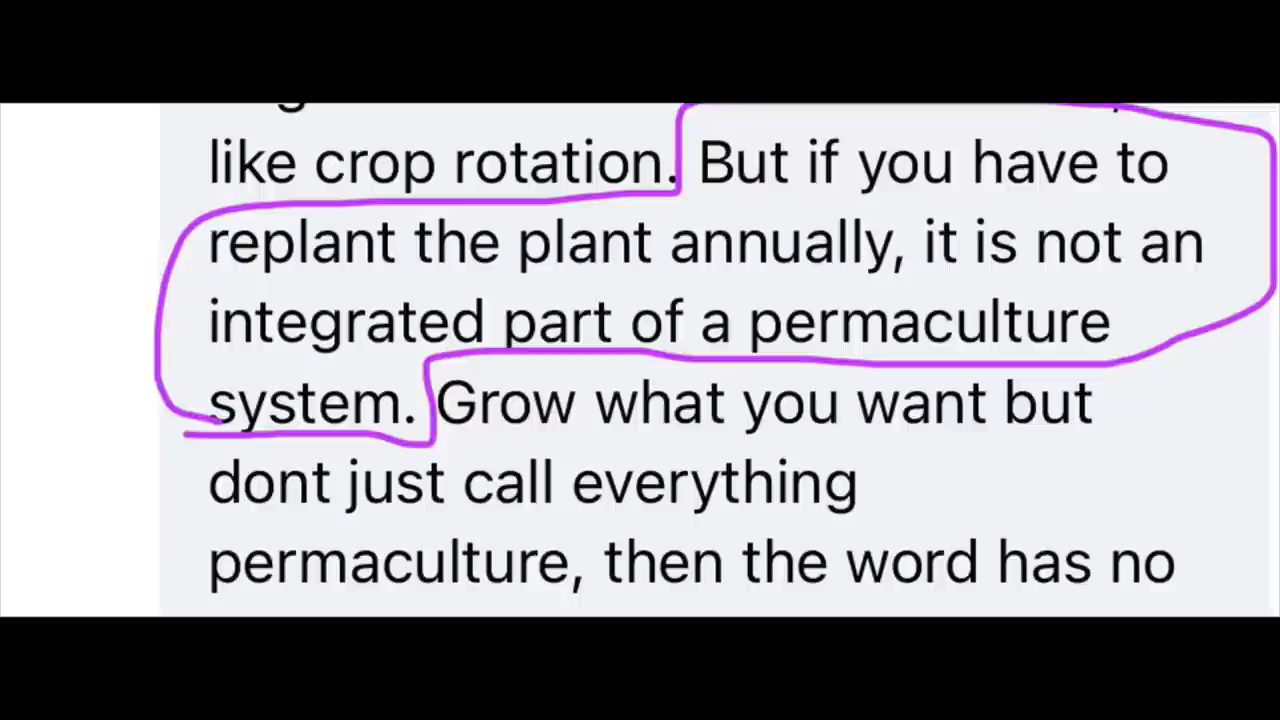 like crop rotation. But if you have to
replant the plant annually, it is not an
integrated part of a permaculture
system. Grow what you want but
dont just call everything
permaculture, then the word has no